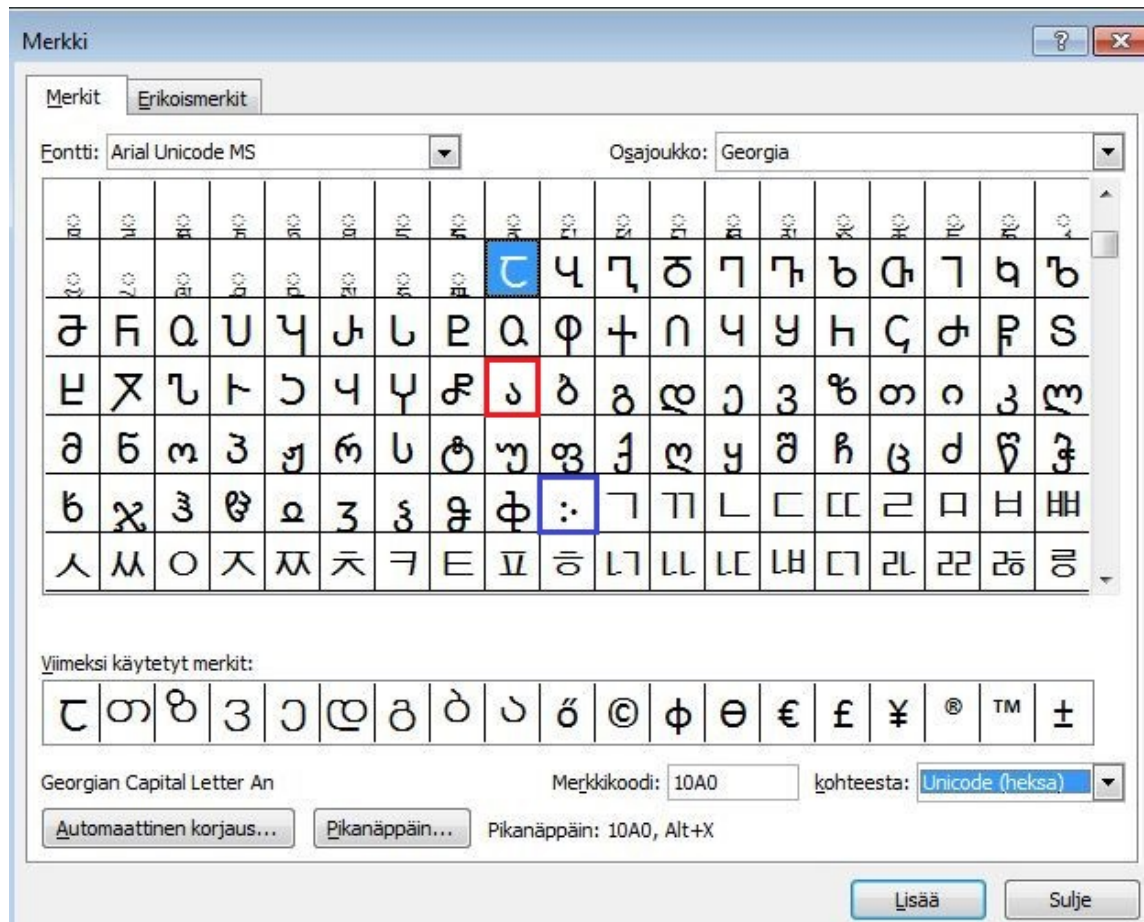 Merkki
Merkit Erikoismerkit
Fontti: Arial Unicode MS Osajoukko: Georgia
Ⴀ Ⴁ Ⴂ Ⴃ Ⴄ Ⴅ Ⴆ Ⴇ Ⴈ Ⴉ Ⴊ
Ⴋ Ⴌ Ⴍ Ⴎ Ⴏ Ⴐ Ⴑ Ⴒ Ⴓ Ⴔ Ⴕ Ⴖ Ⴗ Ⴘ Ⴙ Ⴚ Ⴛ Ⴜ Ⴝ
Ⴞ Ⴟ Ⴠ Ⴡ Ⴢ Ⴣ Ⴤ Ⴥ ა ბ გ დ ე ვ ზ თ ი კ ლ
მ ნ ო პ ჟ რ ს ტ უ ფ ქ ღ ყ შ ჩ ც ძ წ ჭ
ხ ჯ ჰ ჱ ჲ ჳ ჴ ჵ ჶ ჻ ᄀ ᄁ ᄂ ᄃ ᄄ ᄅ ᄆ ᄇ ᄈ
ᄉ ᄊ ᄋ ᄌ ᄍ ᄎ ᄏ ᄐ ᄑ ᄒ ᄓ ᄔ ᄕ ᄖ ᄗ ᄘ ᄙ ᄚ ᄛ
Viimeksi käytetyt merkit:
Ⴀ თ ზ ვ ე დ გ ბ ა ő © ф ө € £ ¥ ® ™ ±
Georgian Capital Letter An Merkkikoodi: 10A0 kohteesta: Unicode (heksa)
Automaattinen korjaus... Pikanäppäin... Pikanäppäin: 10A0, Alt+X
Lisää Sulje